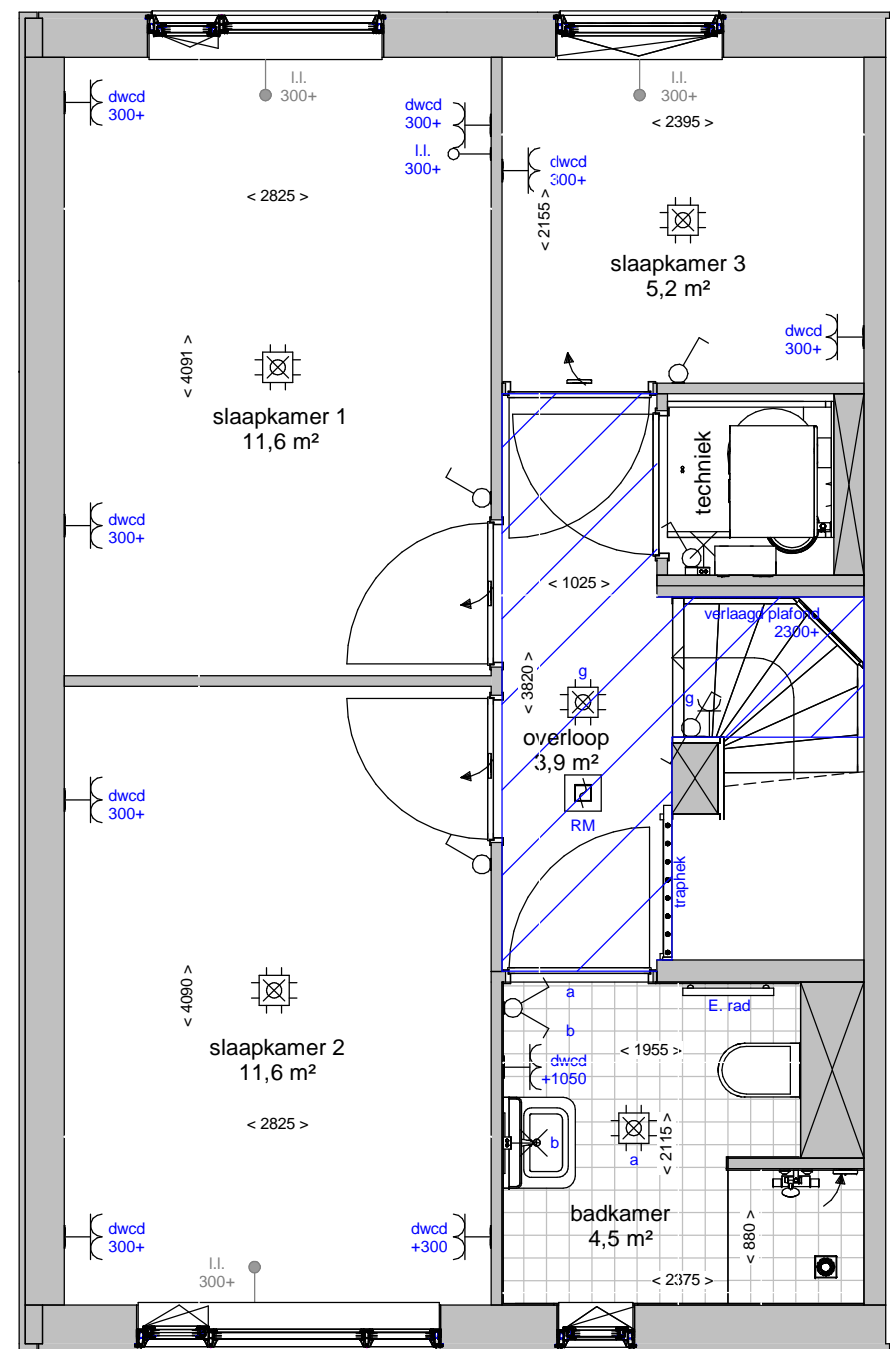 l.l.
300+
l.l.
300+
dwcd
300+
dwcd
300+
< 2395 >
l.l.
300+
dwcd
300+
< 2825 >
< 2155 >
slaapkamer 3
5,2 m²
dwcd
300+
< 4091 >
slaapkamer 1
11,6 m²
techniek
dwcd
300+
< 1025 >
verlaagd plafond
2300+
< 3820 >
g
g
overloop
3,9 m²
dwcd
300+
RM
traphek
< 4090 >
a
E. rad
b
slaapkamer 2
11,6 m²
< 1955 >
dwcd
+1050
< 2825 >
b
< 2115 >
a
badkamer
4,5 m²
< 880 >
dwcd
300+
dwcd
+300
l.l.
300+
< 2375 >